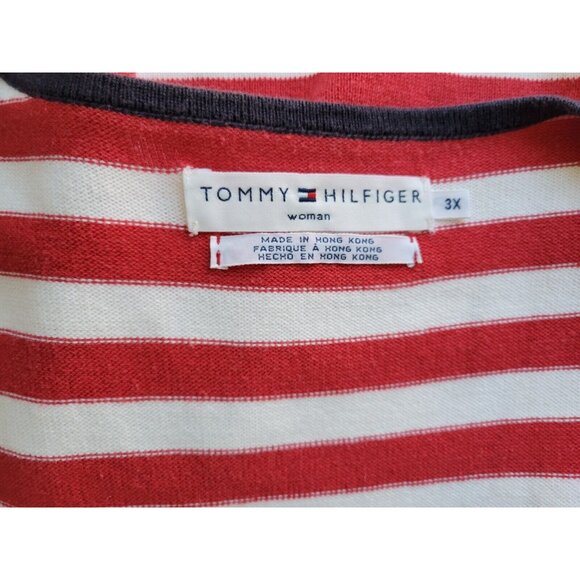 TOMMY HILFIGER
woman
3X
MADE IN HONG KONG
FABRIQUE À HONG KONG
HECHO EN HONG KONG